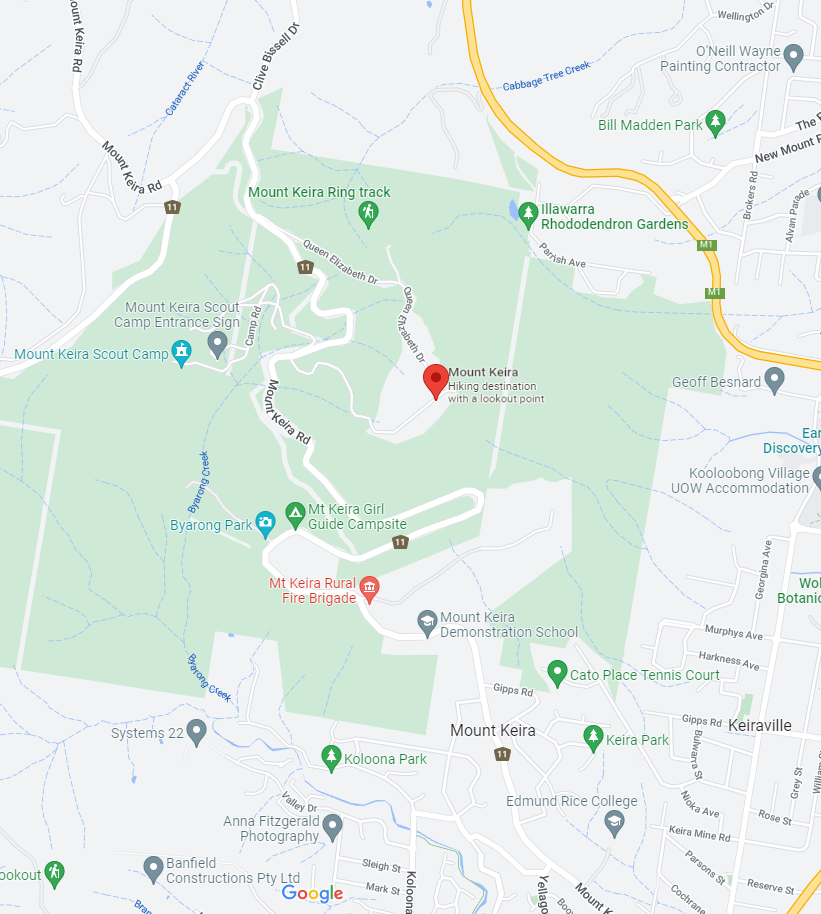 Wellington Dr
Mount Keira Rd
Clive Bissell Dr
O'Neill Wayne
Painting Contractor
Cataract River
Cabbage Tree Creek
Bill Madden Park
The
New Mount
Mount Keira Rd
Brokers Rd
Alvan Parade
Mount Keira Ring track
11
Illawarra
Rhododendron Gardens
M1
Queen Elizabeth Dr
11
Parrish Ave
M1
Queen Elizabeth Dr
Mount Keira Scout
Camp Entrance Sign
Camp Rd
Mount Keira Scout Camp
Mount Keira
Hiking destination
with a lookout point
Geoff Besnard
Mount Keira Rd
Ear
Discovery
Byarong Creek
Kooloobong Village
UOW Accommodation
Mt Keira Girl
Guide Campsite
Byarong Park
11
Georgina Ave
Mt Keira Rural
Fire Brigade
Wol
Botanic
Mount Keira
Demonstration School
Murphys Ave
Harkness Ave
Byarong Creek
Cato Place Tennis Court
Gipps Rd
Gipps Rd
Keiraville
Systems 22
Mount Keira
Keira Park
Bulwarra St
11
Koloona Park
Grey St
William
Valley Dr
Edmund Rice College
Nioka Ave
Rose St
Anna Fitzgerald
Photography
Keira Mine Rd
Parsons St
Banfield
Constructions Pty Ltd
Sleigh St
ookout
Mark St
Google
Koloona
Yellago
Mount K
Cochrane
Reserve St